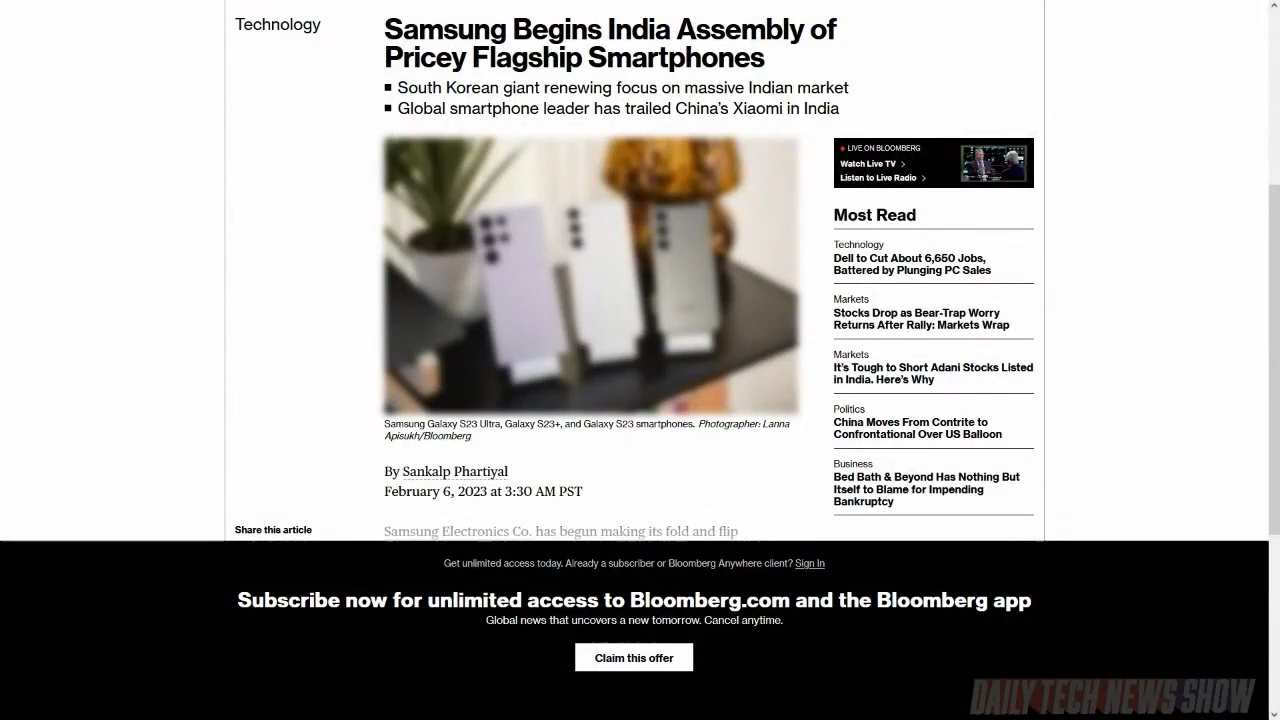 Technology
Samsung Begins India Assembly of
Pricey Flagship Smartphones
South Korean giant renewing focus on massive Indian market
Global smartphone leader has trailed China's Xiaomi in India
Samsung Galaxy S23 Ultra, Galaxy S23+, and Galaxy S23 smartphones. Photographer: Lanna
Apisukh/Bloomberg
By Sankalp Phartiyal
February 6, 2023 at 3:30 AM PST
Share this article
Samsung Electronics Co. has begun making its fold and flip
LIVE ON BLOOMBERG
Watch Live TV
Listen to Live Radio
Most Read
Technology
Dell to Cut About 6,650 Jobs,
Battered by Plunging PC Sales
Markets
Stocks Drop as Bear-Trap Worry
Returns After Rally: Markets Wrap
Markets
It's Tough to Short Adani Stocks Listed
in India. Here's Why
Politics
China Moves From Contrite to
Confrontational Over US Balloon
Business
Bed Bath & Beyond Has Nothing But
Itself to Blame for Impending
Bankruptcy
Get unlimited access today. Already a subscriber or Bloomberg Anywhere client? Sign In
Subscribe now for unlimited access to Bloomberg.com and the Bloomberg app
Global news that uncovers a new tomorrow. Cancel anytime.
Claim this offer
DAILY TECH NEWS SHOW